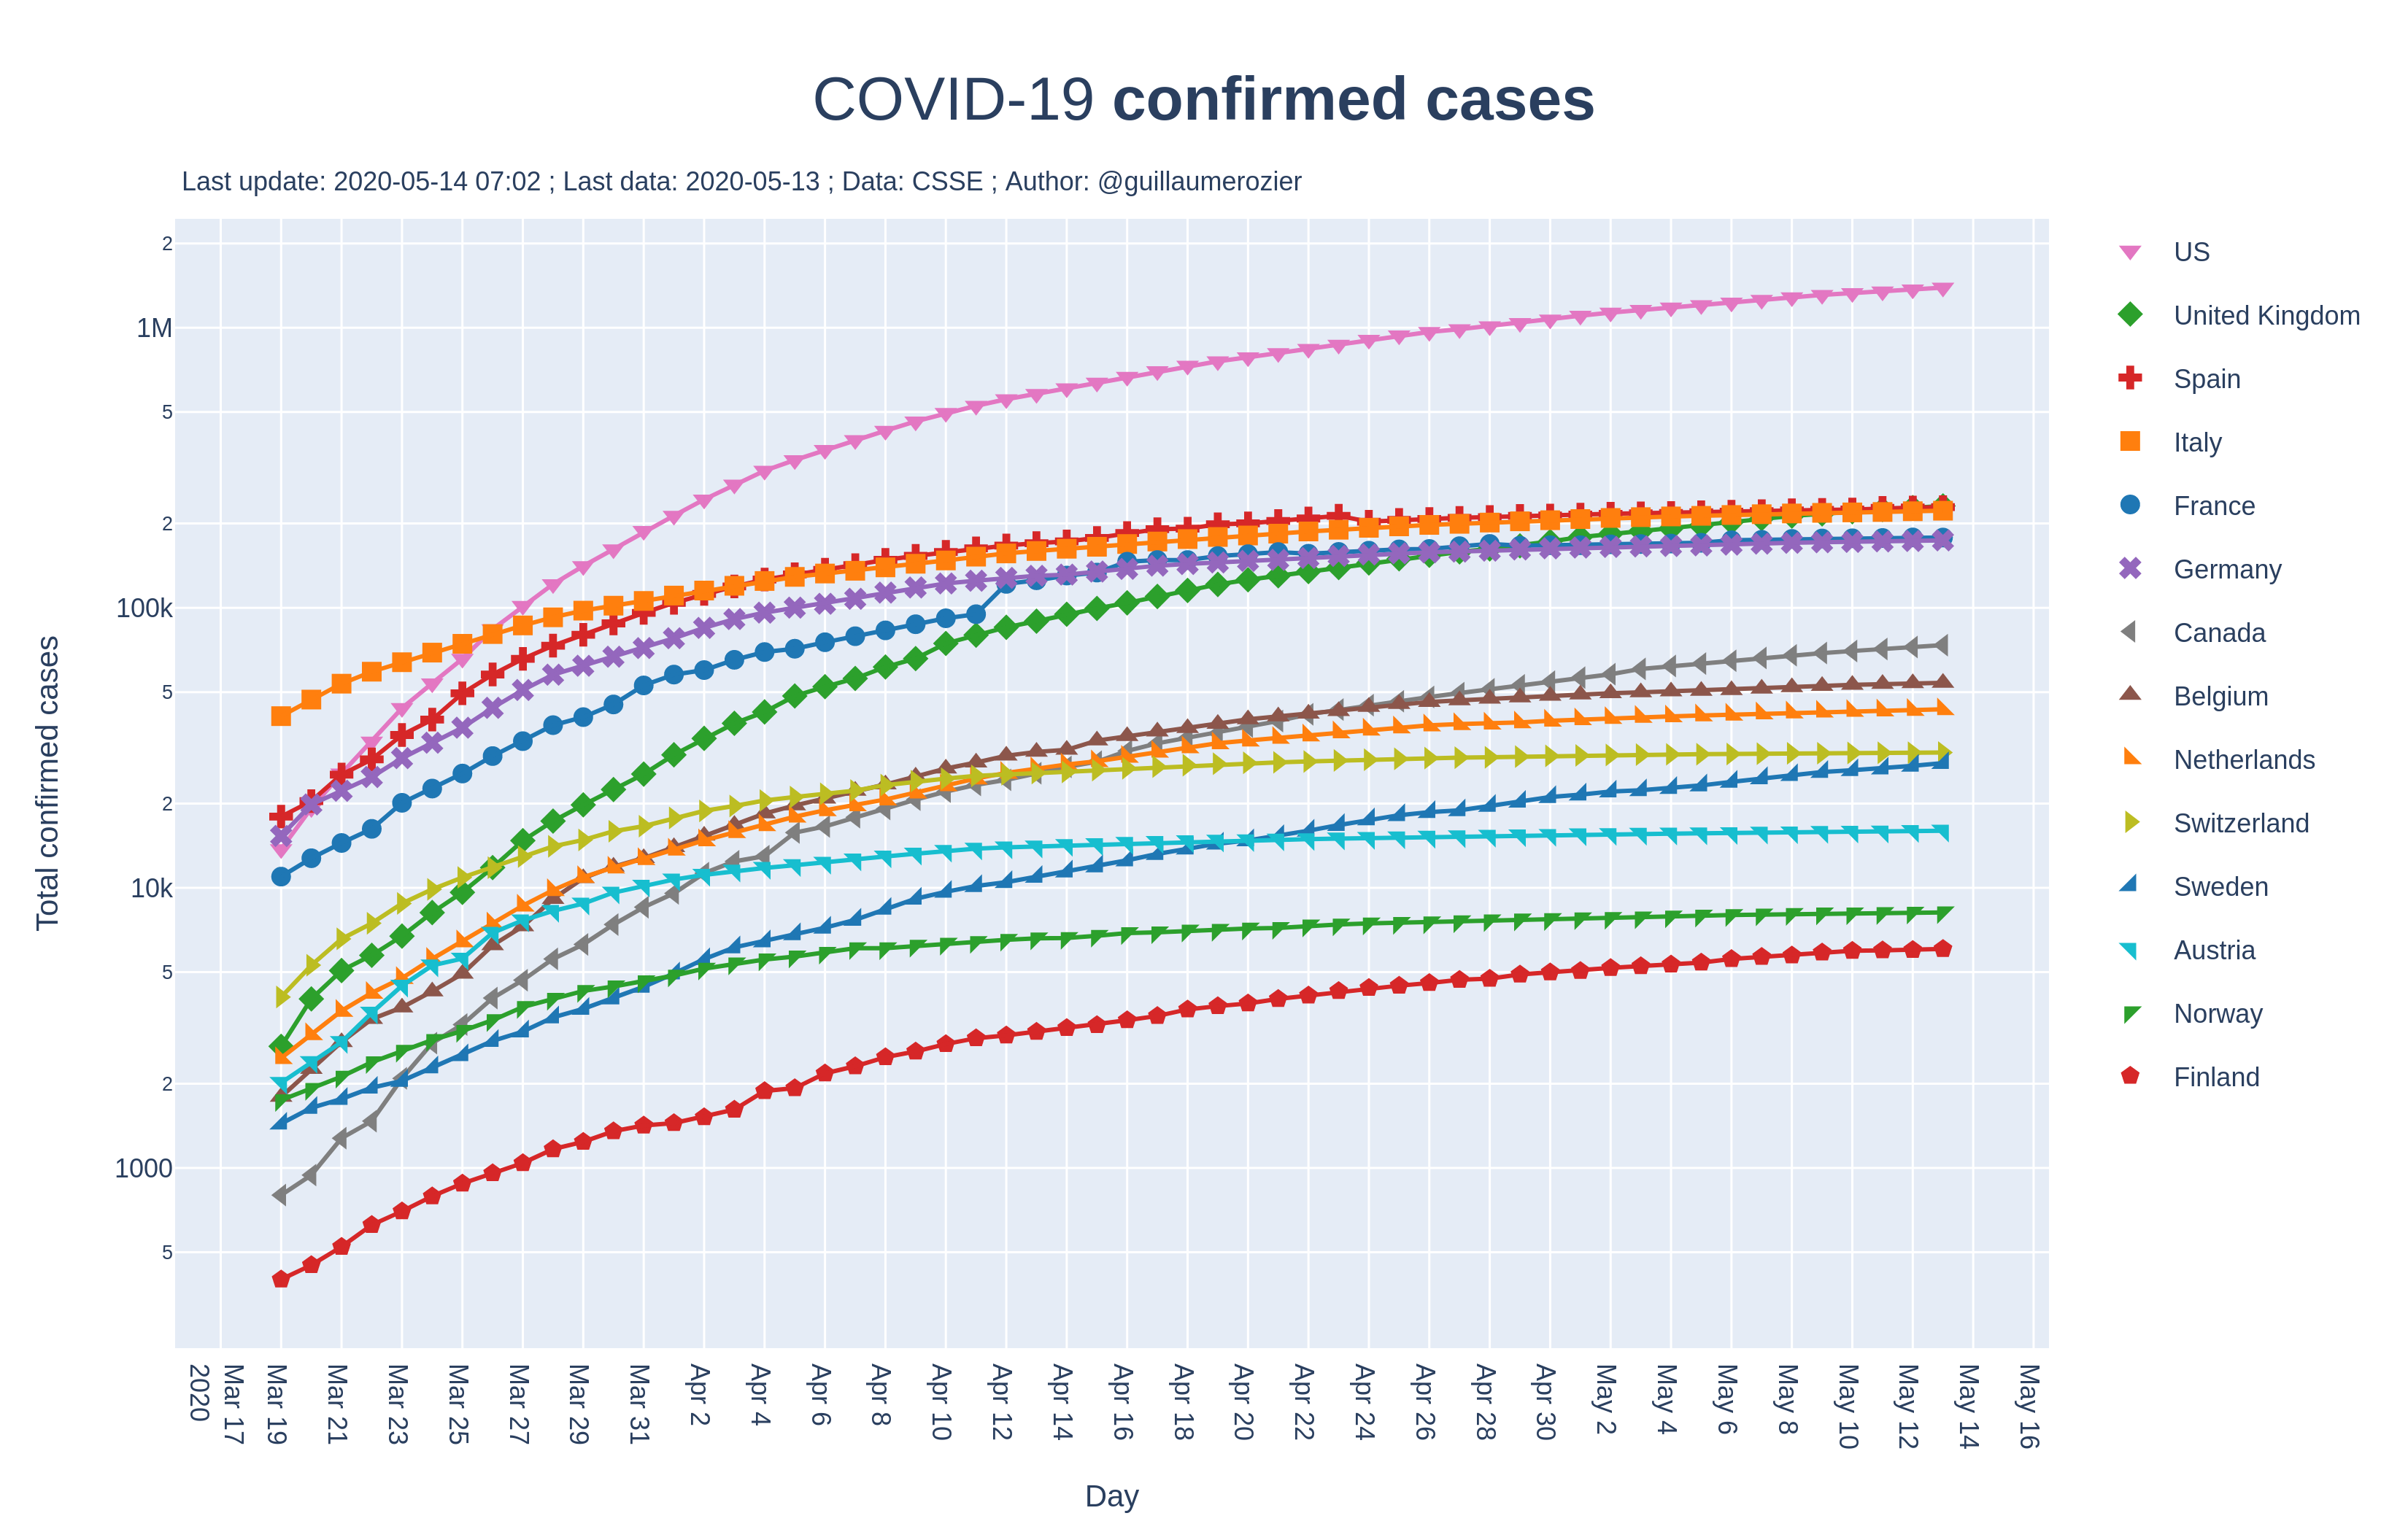 COVID-19 confirmed cases
Last update: 2020-05-14 07:02 ; Last data: 2020-05-13 ; Data: CSSE ; Author: @guillaumerozier
2
1M
5
2
100k
5
2
10k
5
2
1000
5
Total confirmed cases
Mar 17
2020
Mar 19
Mar 21
Mar 23
Mar 25
Mar 27
Mar 29
Mar 31
Apr 2
Apr 4
Apr 6
Apr 8
Apr 10
Apr 12
Apr 14
Apr 16
Apr 18
Apr 20
Apr 22
Apr 24
Apr 26
Apr 28
Apr 30
May 2
May 4
May 6
May 8
May 10
May 12
May 14
May 16
Day
US
United Kingdom
Spain
Italy
France
Germany
Canada
Belgium
Netherlands
Switzerland
Sweden
Austria
Norway
Finland